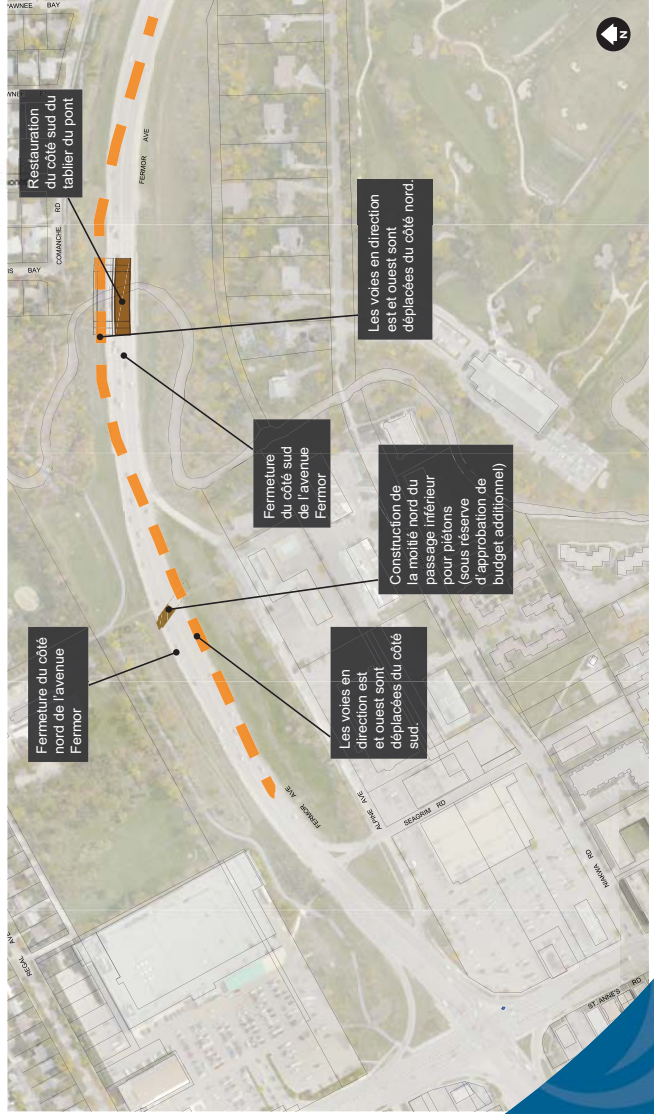 PAWNEE BAY
COMANCHE RD
BAY
FERMOR AVE
Restauration
du côté sud du
tablier du pont
Les voies en direction
est et ouest sont
déplacées du côté nord.
Fermeture
du côté sud
de l'avenue
Fermor
Construction de
la moitié nord du
passage inférieur
pour piétons
(sous réserve
d'approbation de
budget additionnel)
Fermeture du côté
nord de l'avenue
Fermor
Les voies en
direction est
et ouest sont
déplacées du côté
sud.
FERMOR AVE
ALPINE AVE
SEAGRIM RD
NIAKWA RD
REGAL AVE
ST. ANNE'S RD
N